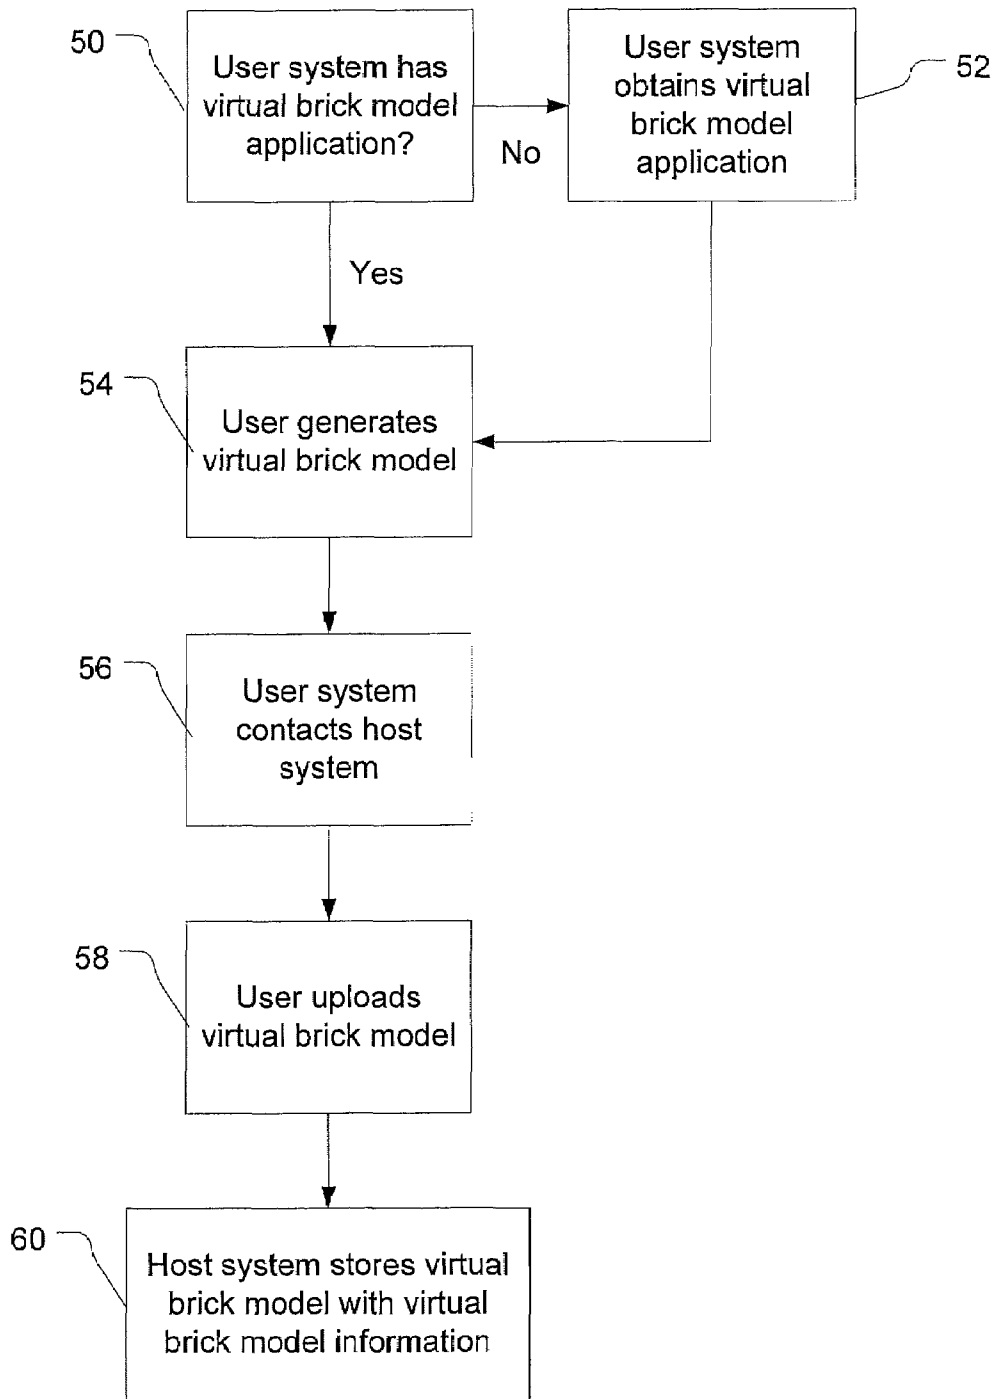 50
User system has
virtual brick model
application?
No
User system
obtains virtual
brick model
application
52
Yes
54
User generates
virtual brick model
56
User system
contacts host
system
58
User uploads
virtual brick model
60
Host system stores virtual
brick model with virtual
brick model information